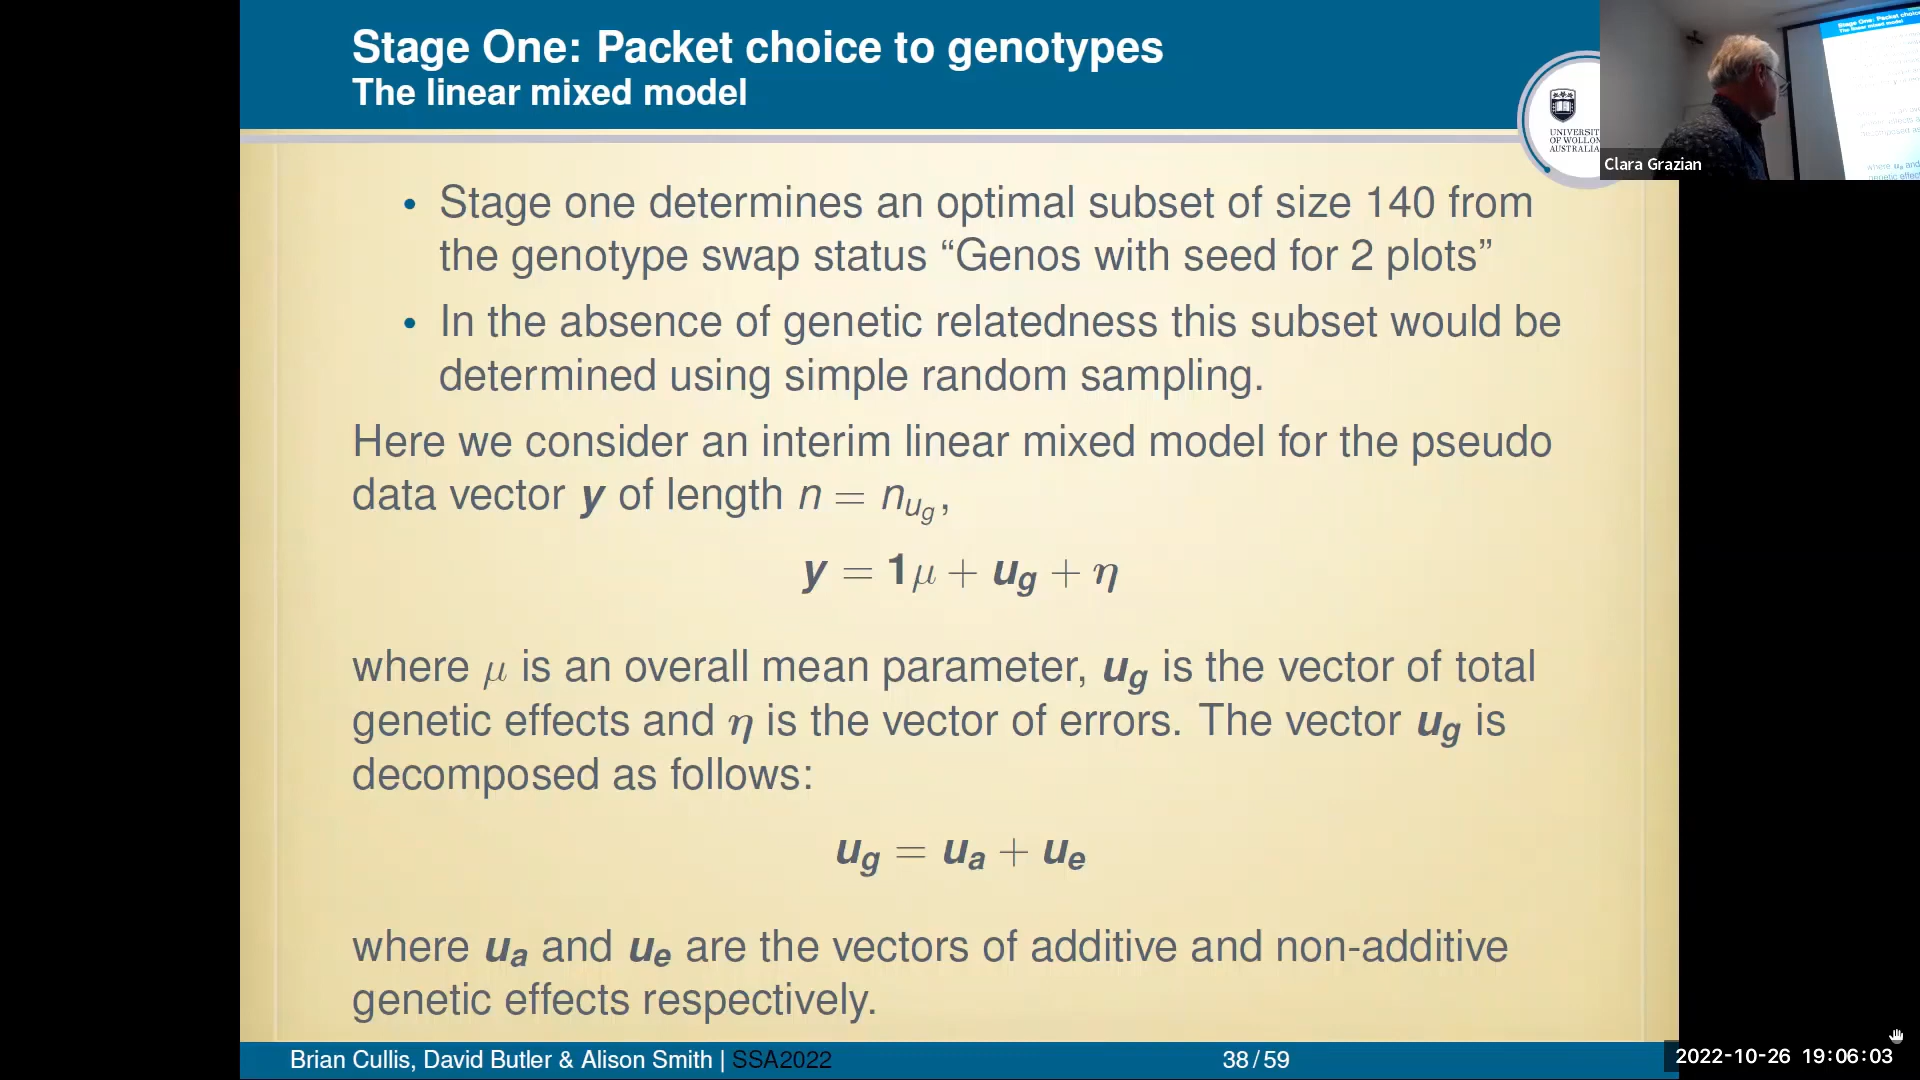 Stage One: Packet choice to genotypes
The linear mixed model
UNIVERSITY
OF WOLLON
AUSTRALIA
Clara Grazian
• Stage one determines an optimal subset of size 140 from
the genotype swap status “Genos with seed for 2 plots”
• In the absence of genetic relatedness this subset would be
determined using simple random sampling.
Here we consider an interim linear mixed model for the pseudo
data vector y of length n = n_{u_g},
y = 1μ + u_g + η
where μ is an overall mean parameter, u_g is the vector of total
genetic effects and η is the vector of errors. The vector u_g is
decomposed as follows:
u_g = u_a + u_e
where u_a and u_e are the vectors of additive and non-additive
genetic effects respectively.
Brian Cullis, David Butler & Alison Smith | SSA2022
38/59
2022-10-26 19:06:03